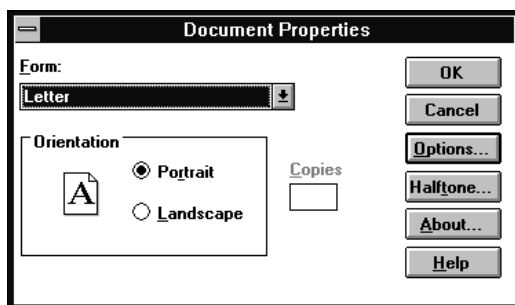 Document Properties
Form:
Letter
Orientation
A
Portrait
Landscape
Copies
OK
Cancel
Options...
Halftone...
About...
Help